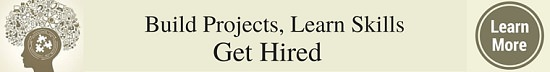 Build Projects, Learn Skills
Get Hired
Learn
More